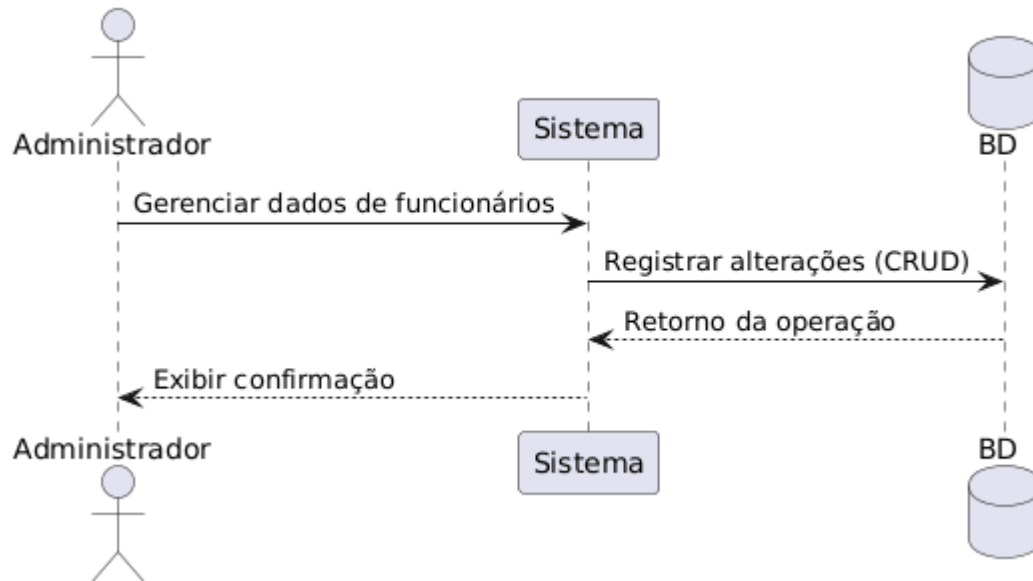 Administrador
Sistema
BD
Gerenciar dados de funcionários
Registrar alterações (CRUD)
Retorno da operação
Exibir confirmação
Administrador
Sistema
BD